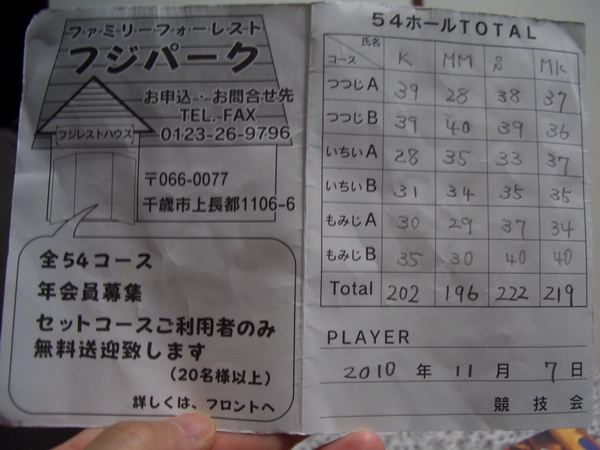 ファミリーフォーレスト
フジパーク
お申込・お問合せ先
TEL. FAX
フジレストハウス
0123-26-9796
〒066-0077
千歳市上長都1106-6
全54コース
年会員募集
セットコースご利用者のみ
無料送迎致します
(20名様以上)
詳しくは、フロントへ
54ホールTOTAL
氏名 コース K MM S MK
つつじA 39 28 38 37
つつじB 39 40 39 36
いちいA 28 35 33 37
いちいB 31 34 35 35
もみじA 30 29 37 34
もみじB 35 30 40 40
Total 202 196 222 219
PLAYER
2010 年 11 月 7 日
競技会